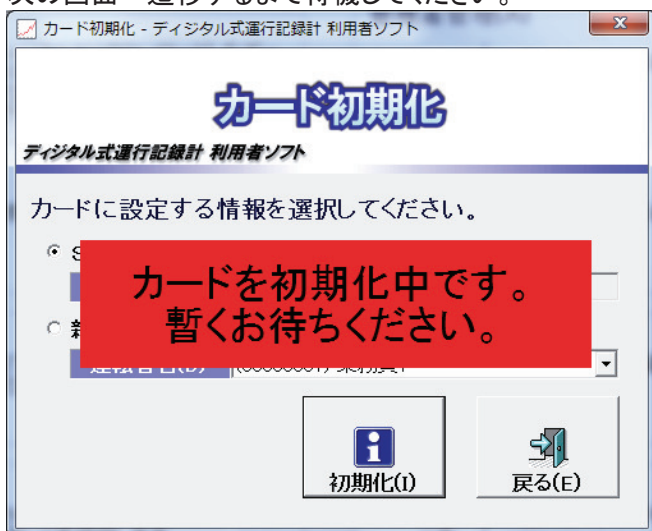 カード初期化 - ディジタル式運行記録計 利用者ソフト
カード初期化
ディジタル式運行記録計 利用者ソフト
カードに設定する情報を選択してください。
カードを初期化中です。
暫くお待ちください。
初期化(I)
戻る(E)